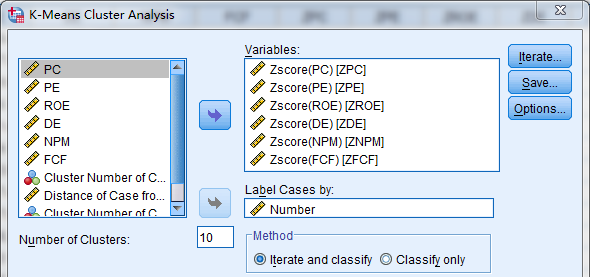 K-Means Cluster Analysis
PC
PE
ROE
DE
NPM
FCF
Cluster Number of C...
Distance of Case fro...
Cluster Number of C...
Number of Clusters:
10
Variables:
Zscore(PC) [ZPC]
Zscore(PE) [ZPE]
Zscore(ROE) [ZROE]
Zscore(DE) [ZDE]
Zscore(NPM) [ZNPM]
Zscore(FCF) [ZFCF]
Label Cases by:
Number
Method
Iterate and classify
Classify only
Iterate...
Save...
Options...